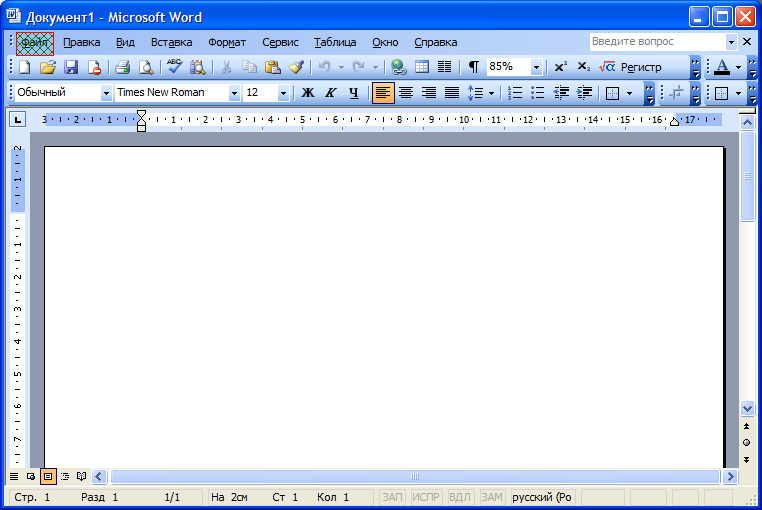 Документ1 - Microsoft Word
Файл Правка Вид Вставка Формат Сервис Таблица Окно Справка Введите вопрос
ABC ¶ 85% x² x₂ √α Регистр A
Обычный Times New Roman 12 Ж К Ч
3 2 1 1 2 3 4 5 6 7 8 9 10 11 12 13 14 15 16 17
2
1
1
2
3
4
5
6
7
Стр. 1 Разд 1 1/1 На 2см Ст 1 Кол 1 ЗАП ИСПР ВДЛ ЗАМ русский (Ро